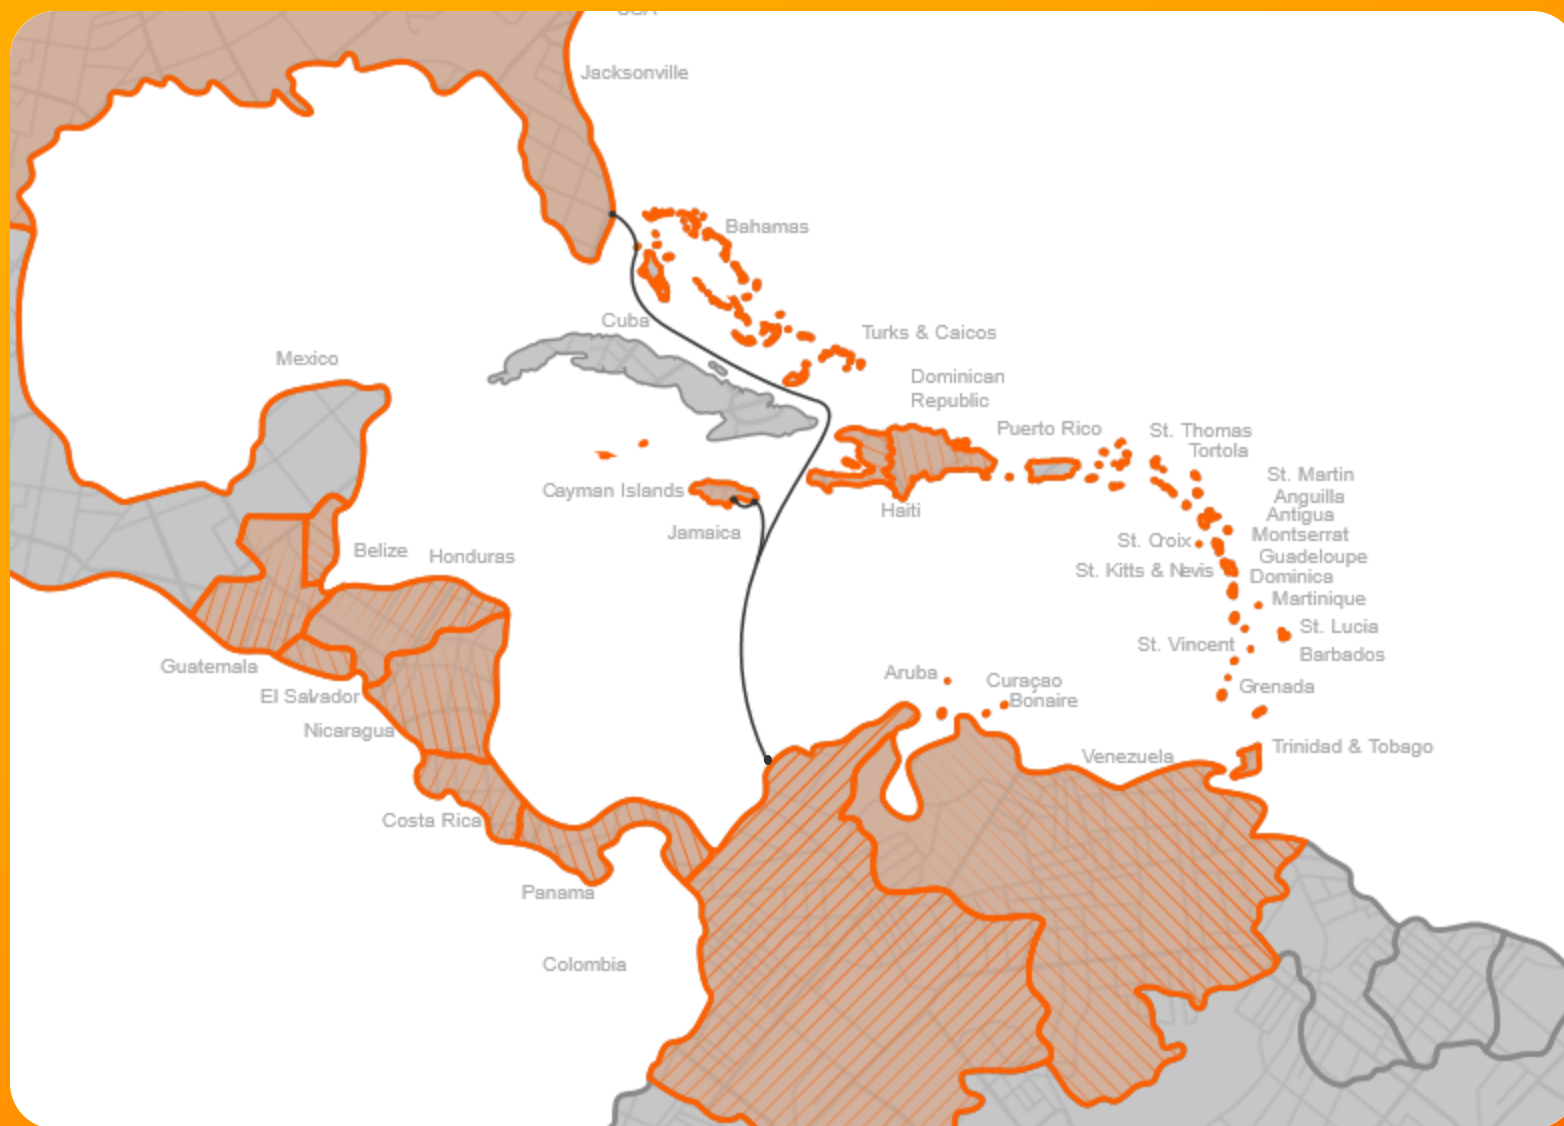 USA
Jacksonville
Bahamas
Cuba
Turks & Caicos
Mexico
Dominican
Republic
Puerto Rico
St. Thomas
Tortola
St. Martin
Cayman Islands
Anguilla
Haiti
Antigua
Jamaica
Montserrat
St. Croix
Belize
Honduras
Guadeloupe
St. Kitts & Nevis
Dominica
Martinique
St. Lucia
St. Vincent
Barbados
Guatemala
Aruba
Curaçao
Grenada
El Salvador
Bonaire
Nicaragua
Trinidad & Tobago
Venezuela
Costa Rica
Panama
Colombia